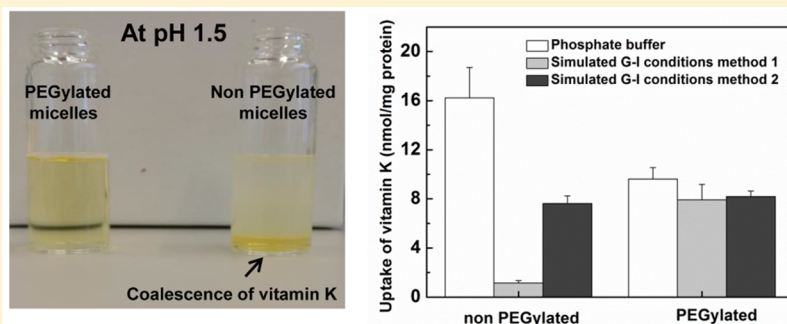 At pH 1.5
PEGylated
micelles
Non PEGylated
micelles
Coalescence of vitamin K
Uptake of vitamin K (nmol/mg protein)
20
16
12
8
4
0
Phosphate buffer
Simulated G-I conditions method 1
Simulated G-I conditions method 2
non PEGylated
PEGylated